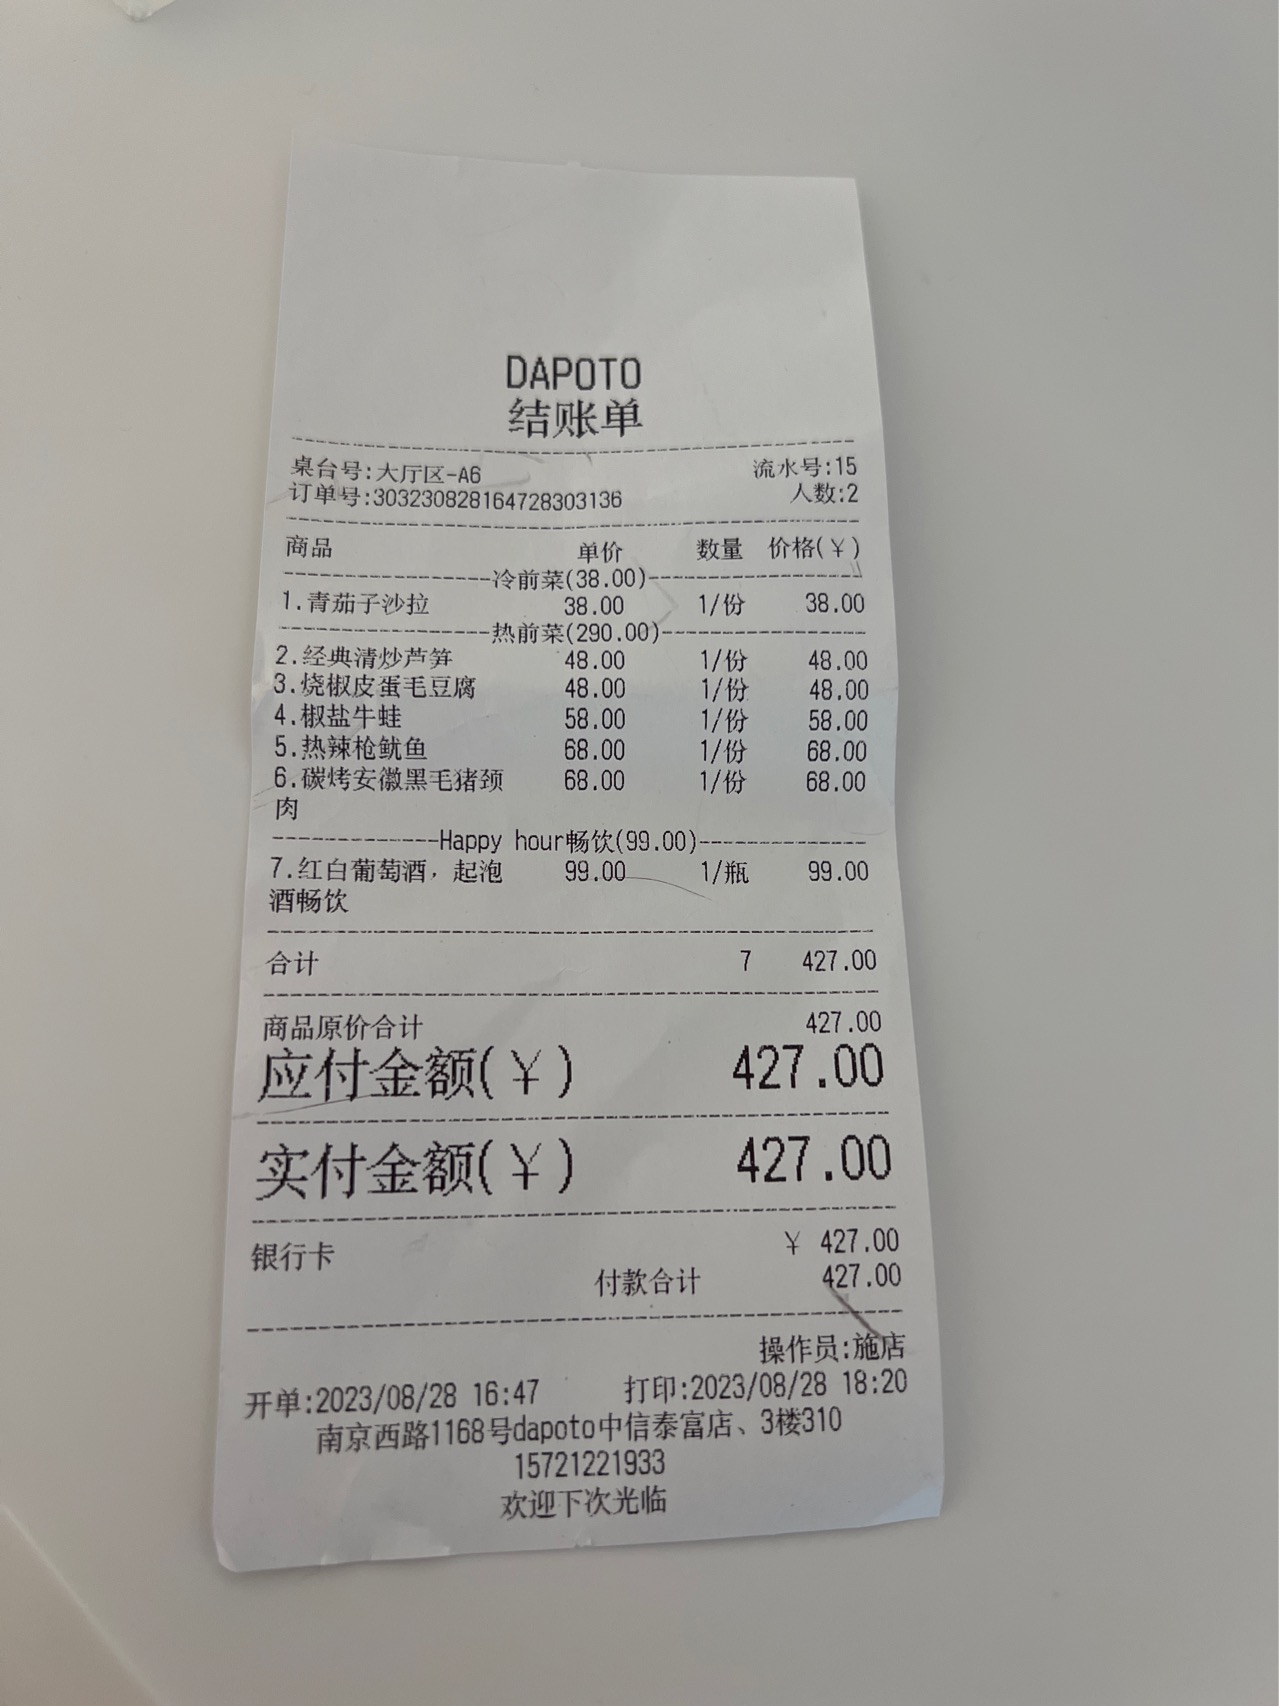 DAPOTO
结账单
桌台号:大厅区-A6 流水号:15
订单号:303230828164728303136 人数:2
商品 单价 数量 价格(￥)
冷前菜(38.00)
1.青茄子沙拉 38.00 1/份 38.00
热前菜(290.00)
2.经典清炒芦笋 48.00 1/份 48.00
3.烧椒皮蛋毛豆腐 48.00 1/份 48.00
4.椒盐牛蛙 58.00 1/份 58.00
5.热辣枪鱿鱼 68.00 1/份 68.00
6.碳烤安徽黑毛猪颈 68.00 1/份 68.00
肉
Happy hour畅饮(99.00)
7.红白葡萄酒，起泡 99.00 1/瓶 99.00
酒畅饮
合计 7 427.00
商品原价合计 427.00
应付金额(￥) 427.00
实付金额(￥) 427.00
银行卡 ￥ 427.00
付款合计 427.00
操作员:施店
开单:2023/08/28 16:47 打印:2023/08/28 18:20
南京西路1168号dapoto中信泰富店、3楼310
15721221933
欢迎下次光临